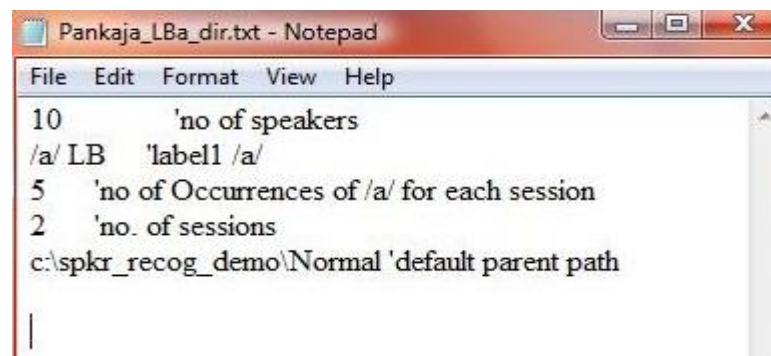 Pankaja_LBa_dir.txt - Notepad
File Edit Format View Help
10 'no of speakers
/a/ LB 'label1 /a/
5 'no of Occurrences of /a/ for each session
2 'no. of sessions
c:\spkr_recog_demo\Normal 'default parent path